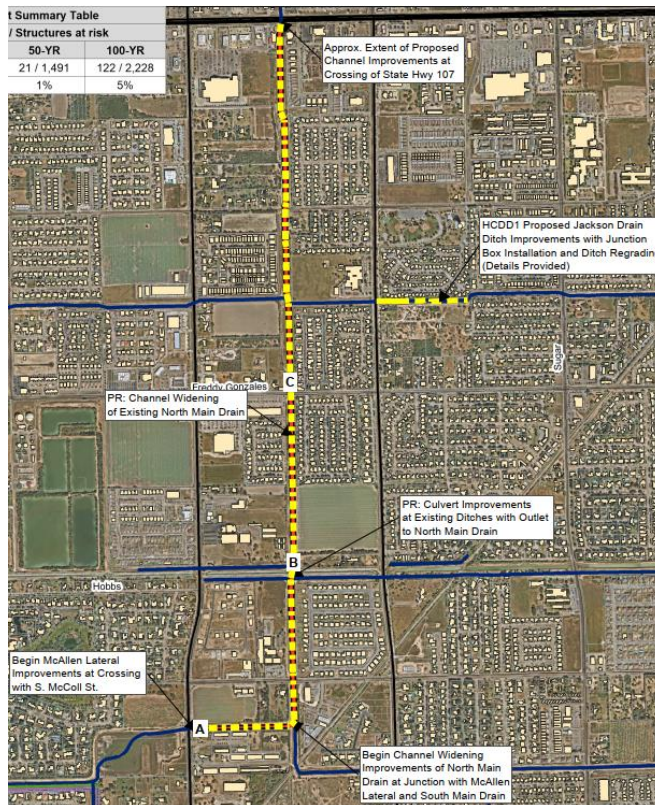 t Summary Table
/ Structures at risk
50-YR 100-YR
21 / 1,491 122 / 2,228
1% 5%
Approx. Extent of Proposed
Channel Improvements at
Crossing of State Hwy 107
HCDD1 Proposed Jackson Drain
Ditch Improvements with Junction
Box Installation and Ditch Regrading
(Details Provided)
Sugar
C
Freddy Gonzales
PR: Channel Widening
of Existing North Main Drain
PR: Culvert Improvements
at Existing Ditches with Outlet
to North Main Drain
B
Hobbs
Begin McAllen Lateral
Improvements at Crossing
with S. McColl St.
A
Begin Channel Widening
Improvements of North Main
Drain at Junction with McAllen
Lateral and South Main Drain